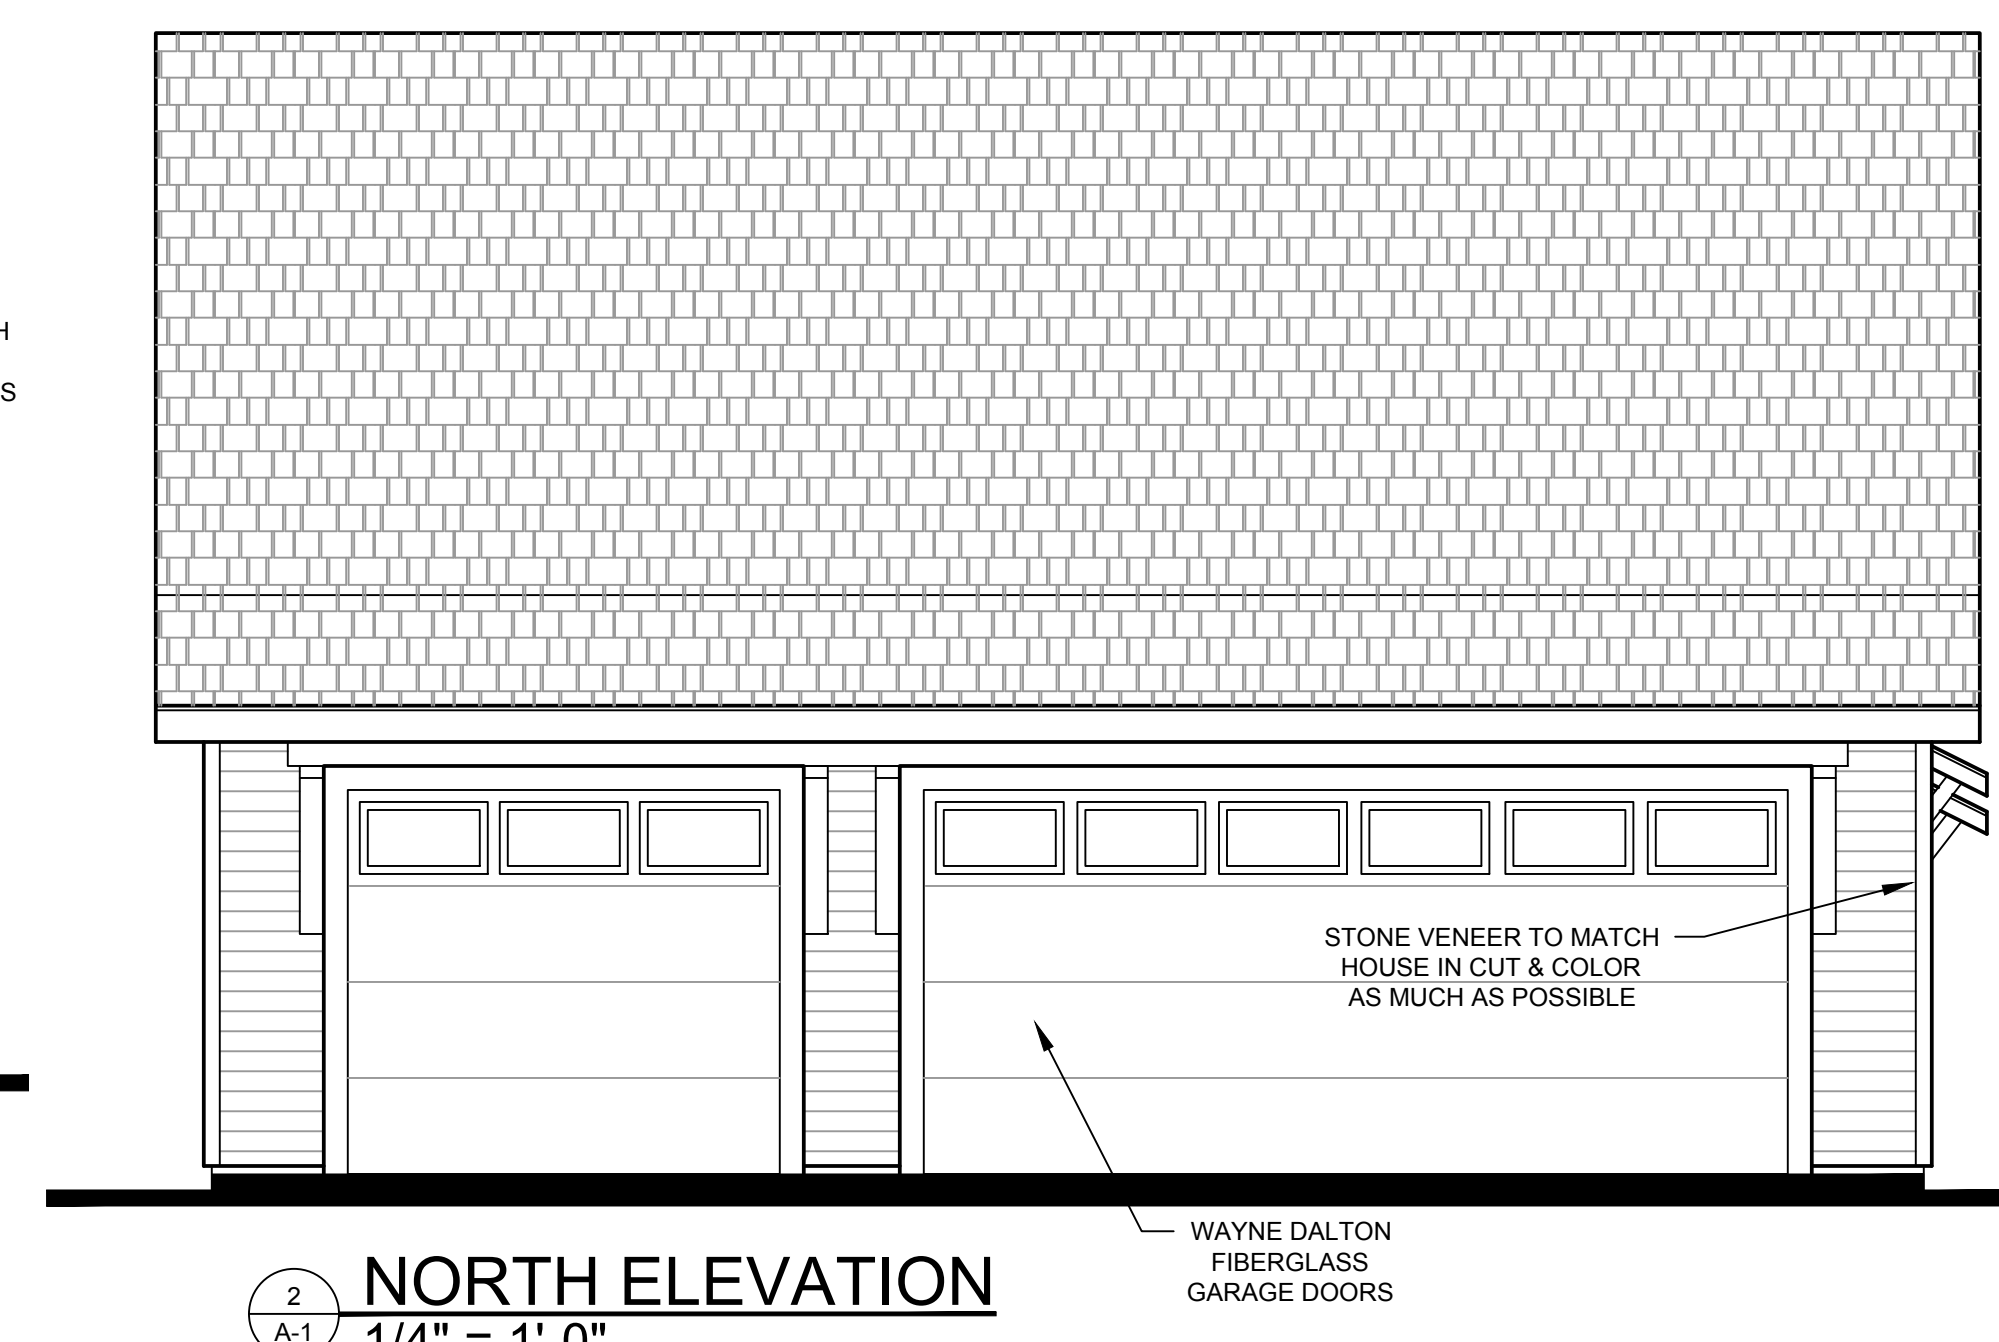 H
S
STONE VENEER TO MATCH
HOUSE IN CUT & COLOR
AS MUCH AS POSSIBLE
WAYNE DALTON
FIBERGLASS
GARAGE DOORS
2
A-1
NORTH ELEVATION
1/4" = 1'-0"